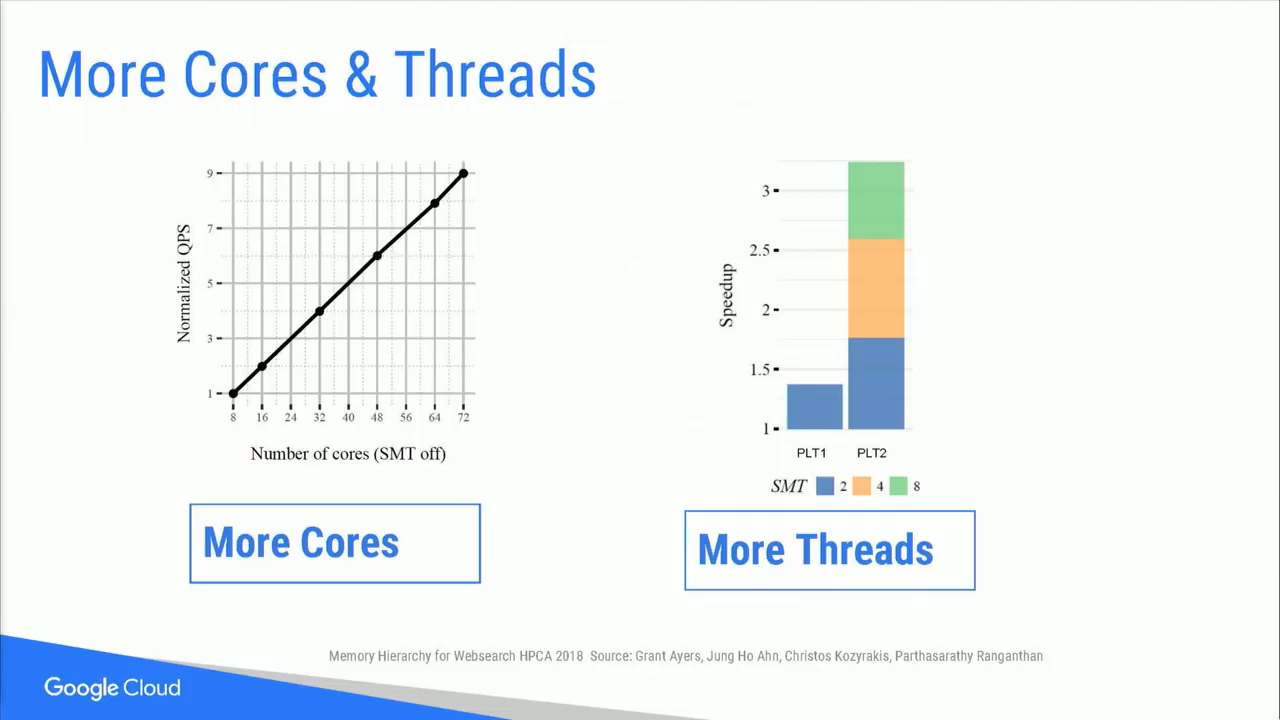 More Cores & Threads
9
7
5
3
1
Normalized QPS
8 16 24 32 40 48 56 64 72
Number of cores (SMT off)
More Cores
3
2.5
2
1.5
1
Speedup
PLT1 PLT2
SMT 2 4 8
More Threads
Memory Hierarchy for Websearch HPCA 2018 Source: Grant Ayers, Jung Ho Ahn, Christos Kozyrakis, Parthasarathy Ranganthan
Google Cloud